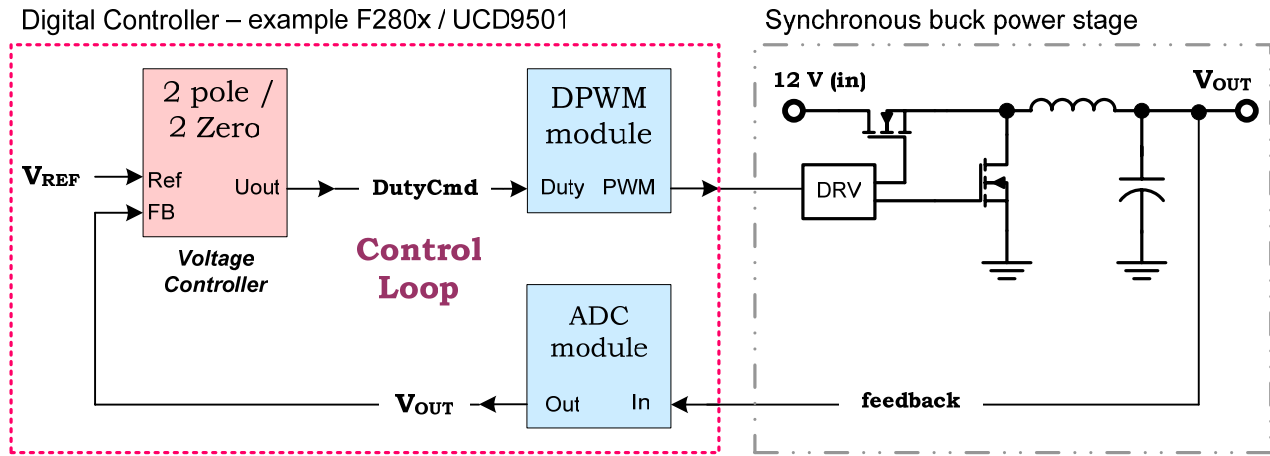 Digital Controller – example F280x / UCD9501
Synchronous buck power stage
2 pole /
2 Zero
Ref
FB
Uout
Voltage
Controller
VREF
DutyCmd
DPWM
module
Duty
PWM
Control
Loop
ADC
module
Out
In
VOUT
12 V (in)
VOUT
DRV
feedback